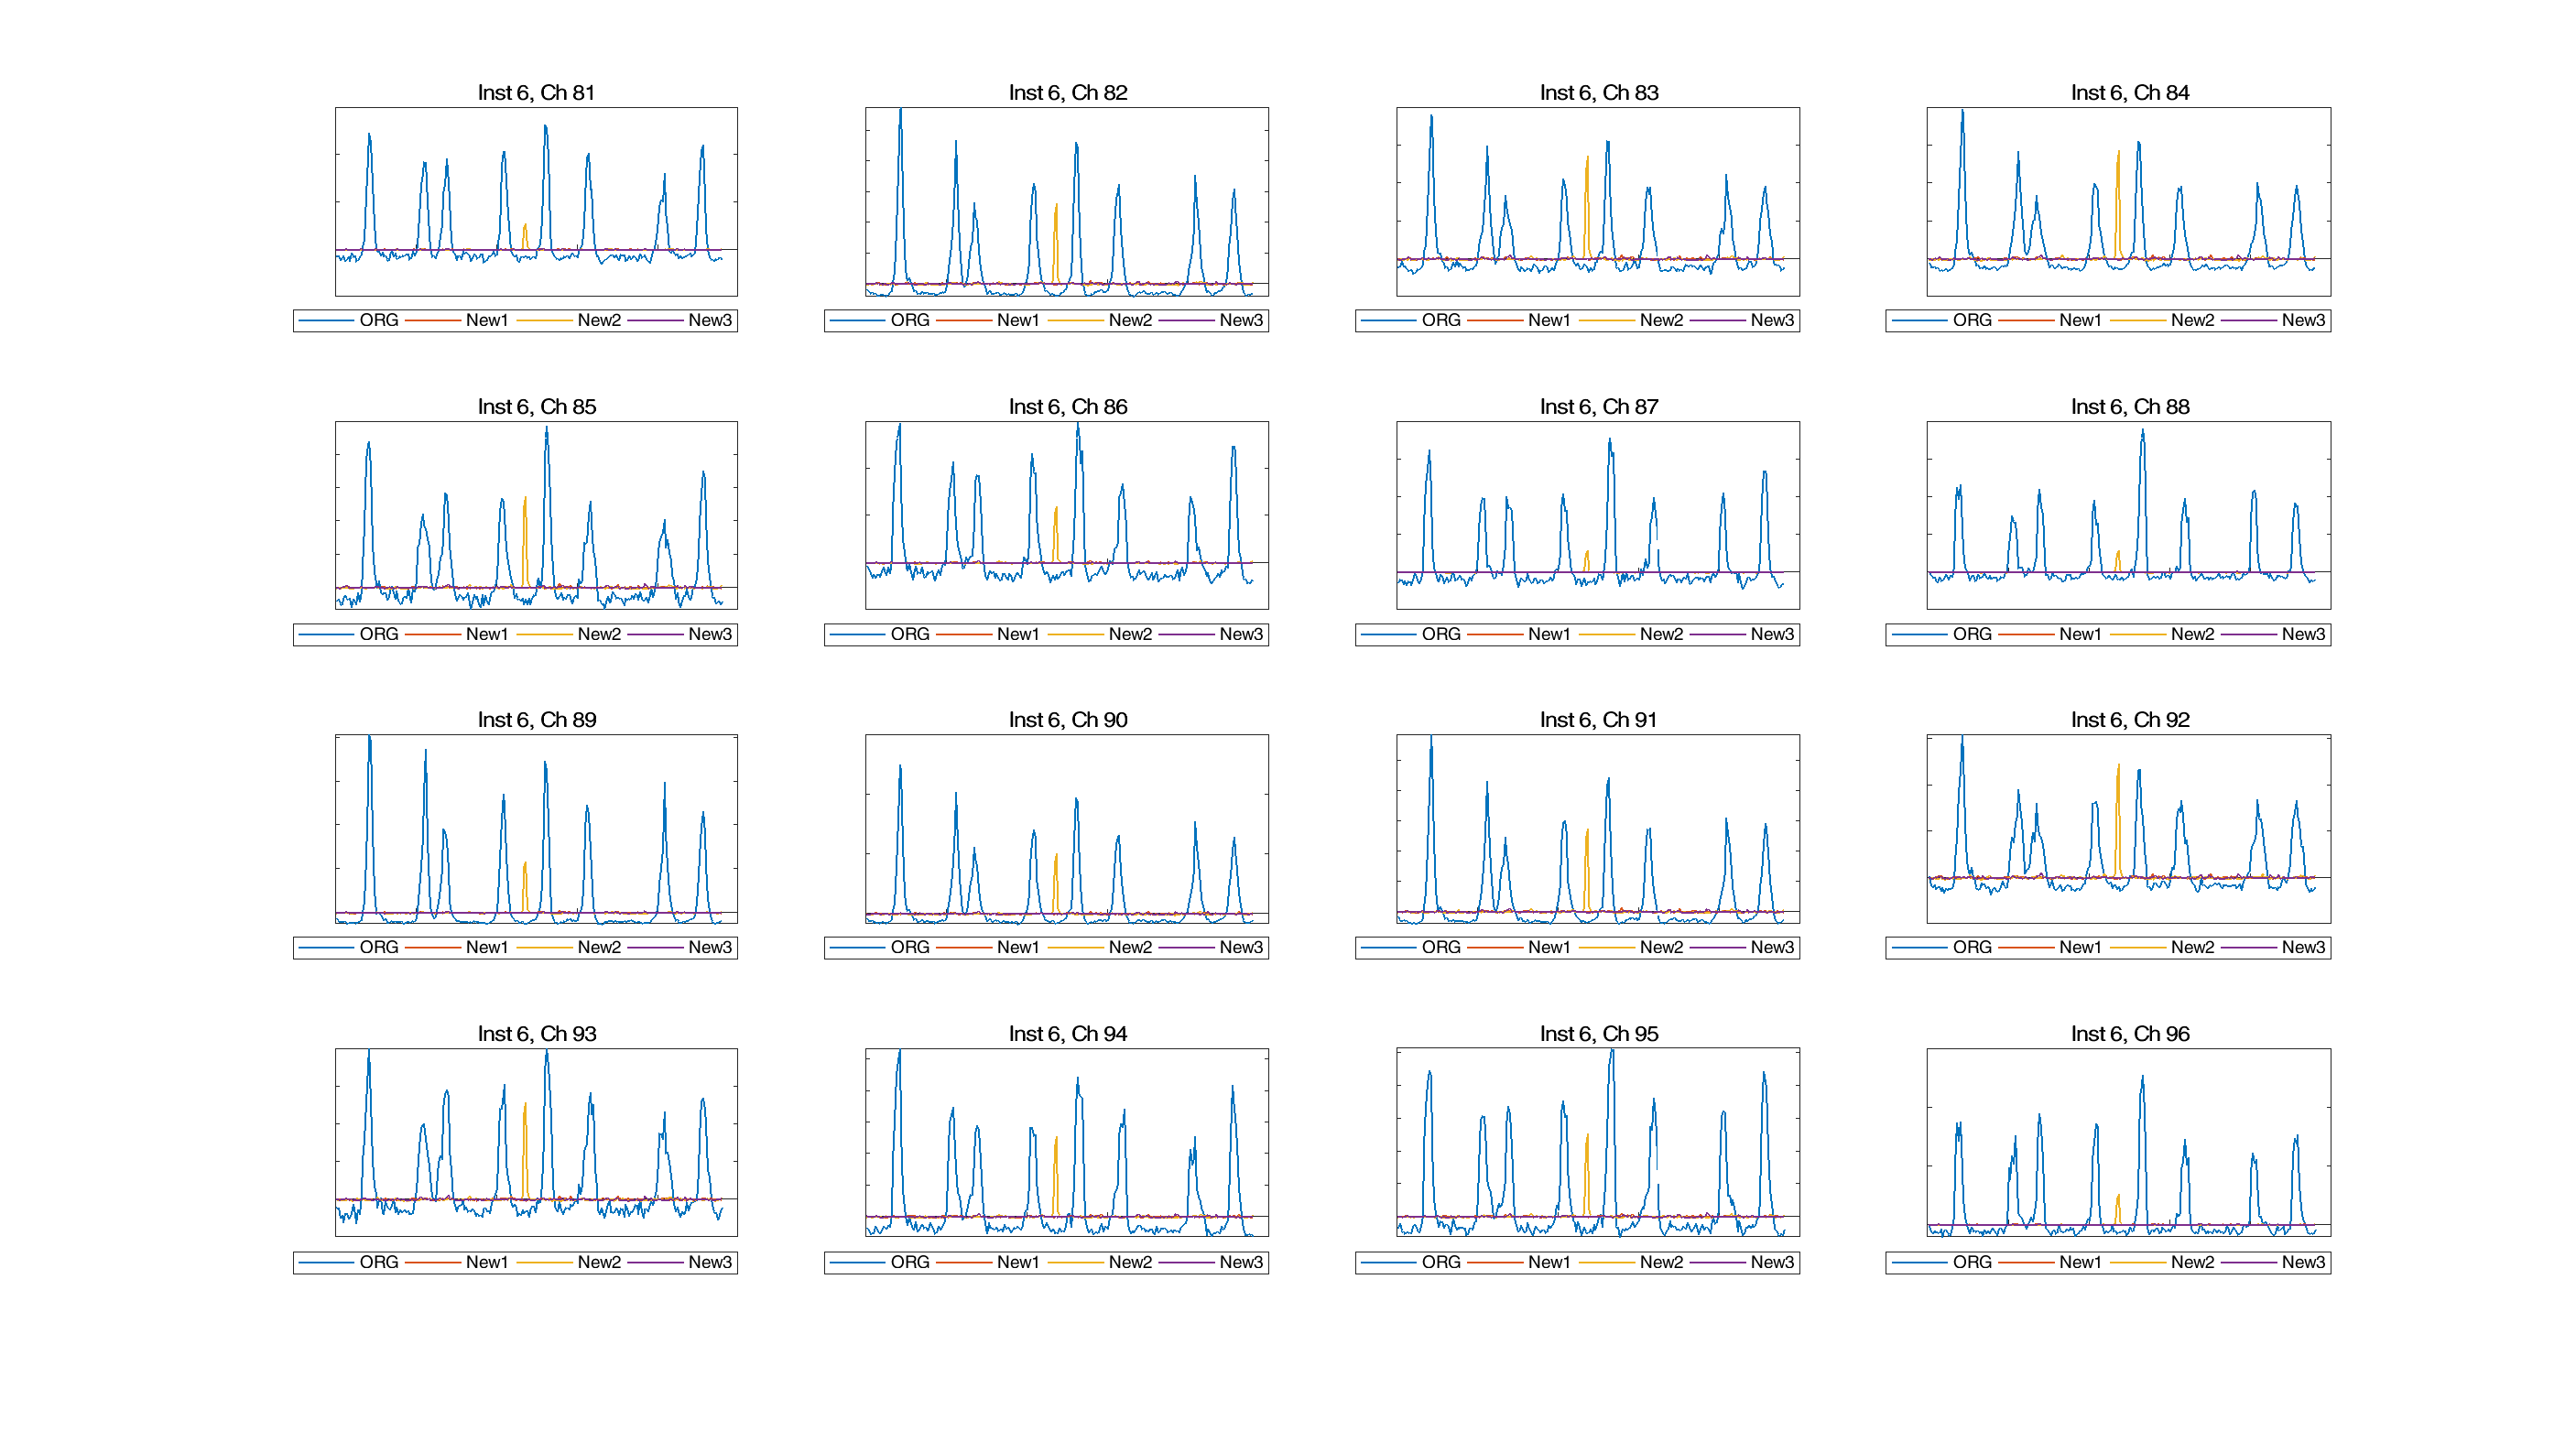 Inst 6, Ch 81
Inst 6, Ch 82
Inst 6, Ch 83
Inst 6, Ch 84
ORG New1 New2 New3
ORG New1 New2 New3
ORG New1 New2 New3
ORG New1 New2 New3
Inst 6, Ch 85
Inst 6, Ch 86
Inst 6, Ch 87
Inst 6, Ch 88
ORG New1 New2 New3
ORG New1 New2 New3
ORG New1 New2 New3
ORG New1 New2 New3
Inst 6, Ch 89
Inst 6, Ch 90
Inst 6, Ch 91
Inst 6, Ch 92
ORG New1 New2 New3
ORG New1 New2 New3
ORG New1 New2 New3
ORG New1 New2 New3
Inst 6, Ch 93
Inst 6, Ch 94
Inst 6, Ch 95
Inst 6, Ch 96
ORG New1 New2 New3
ORG New1 New2 New3
ORG New1 New2 New3
ORG New1 New2 New3